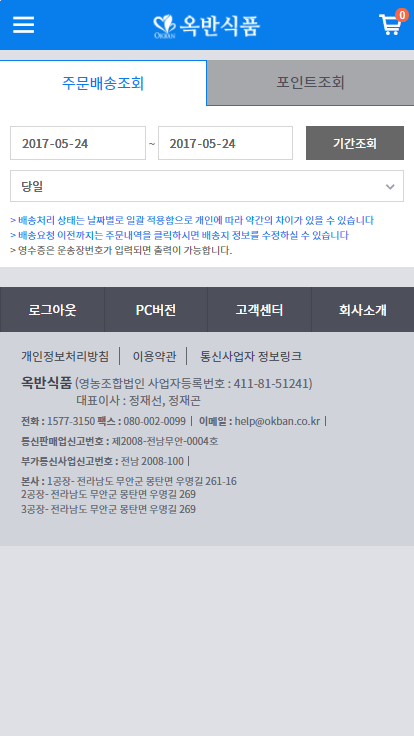 OKBAN 옥반식품 0
주문배송조회 포인트조회
2017-05-24 ~ 2017-05-24 기간조회
당일
> 배송처리 상태는 날짜별로 일괄 적용함으로 개인에 따라 약간의 차이가 있을 수 있습니다
> 배송요청 이전까지는 주문내역을 클릭하시면 배송지 정보를 수정하실 수 있습니다
> 영수증은 운송장번호가 입력되면 출력이 가능합니다.
로그아웃 PC버전 고객센터 회사소개
개인정보처리방침 | 이용약관 | 통신사업자 정보링크
옥반식품 (영농조합법인 사업자등록번호 : 411-81-51241)
대표이사 : 정재선, 정재곤
전화 : 1577-3150 팩스 : 080-002-0099 | 이메일 : help@okban.co.kr |
통신판매업신고번호 : 제2008-전남무안-0004호
부가통신사업신고번호 : 전남 2008-100 |
본사 : 1공장- 전라남도 무안군 몽탄면 우명길 261-16
2공장- 전라남도 무안군 몽탄면 우명길 269
3공장- 전라남도 무안군 몽탄면 우명길 269